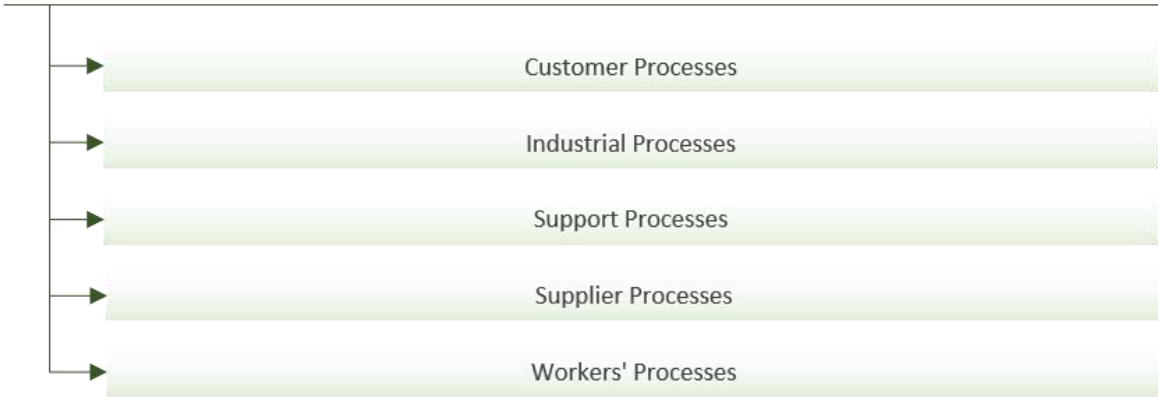 Customer Processes
Industrial Processes
Support Processes
Supplier Processes
Workers' Processes